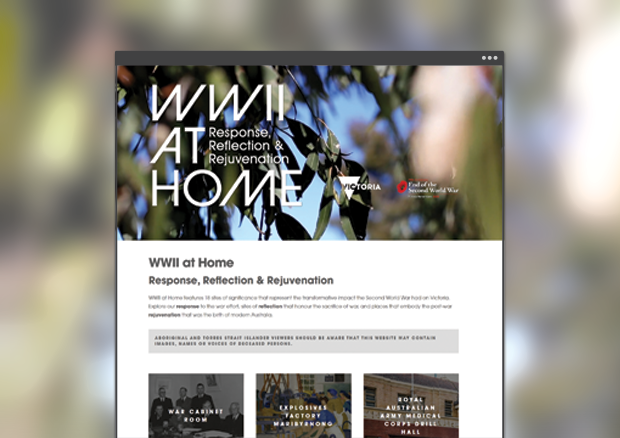 WWII
AT
Response,
Reflection &
Rejuvenation
HOME
VICTORIA
End of the
Second World War
WWII at Home
Response, Reflection & Rejuvenation
WWII at Home features 18 sites of significance that represent the transformative impact the Second World War had on Victoria.
Explore our response to the war effort, sites of reflection that honour the sacrifice of war, and places that embody the post-war
rejuvenation that was the birth of modern Australia.
ABORIGINAL AND TORRES STRAIT ISLANDER VIEWERS SHOULD BE AWARE THAT THIS WEBSITE MAY CONTAIN
IMAGES, NAMES OR VOICES OF DECEASED PERSONS.
WAR CABINET
ROOM
EXPLOSIVES
FACTORY
MARIBYRNONG
ROYAL
AUSTRALIAN
ARMY MEDICAL
CORPS DRILL
HALL